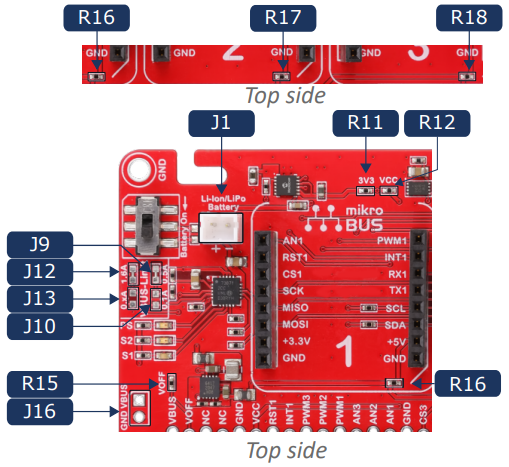 R16
R17
R18
GND
GND
2
GND
GND
3
GND
Top side
J1
R11
R12
GND
Li-Ion/LiPo
Battery
3V3
VCC
Battery On
+ -
mikro
BUS
J9
J12
J13
J10
1.5A
0.5A
0.1A
AN1
RST1
CS1
SCK
MISO
MOSI
+3.3V
GND
1
PWM1
INT1
RX1
TX1
SCL
SDA
+5V
GND
S2
S1
R15
J16
VOFF
GND VBUS
R16
VBUS
VOFF
NC
NC
GND
VCC
RST1
INT1
PWM3
PWM2
PWM1
AN3
AN2
AN1
GND
CS3
Top side